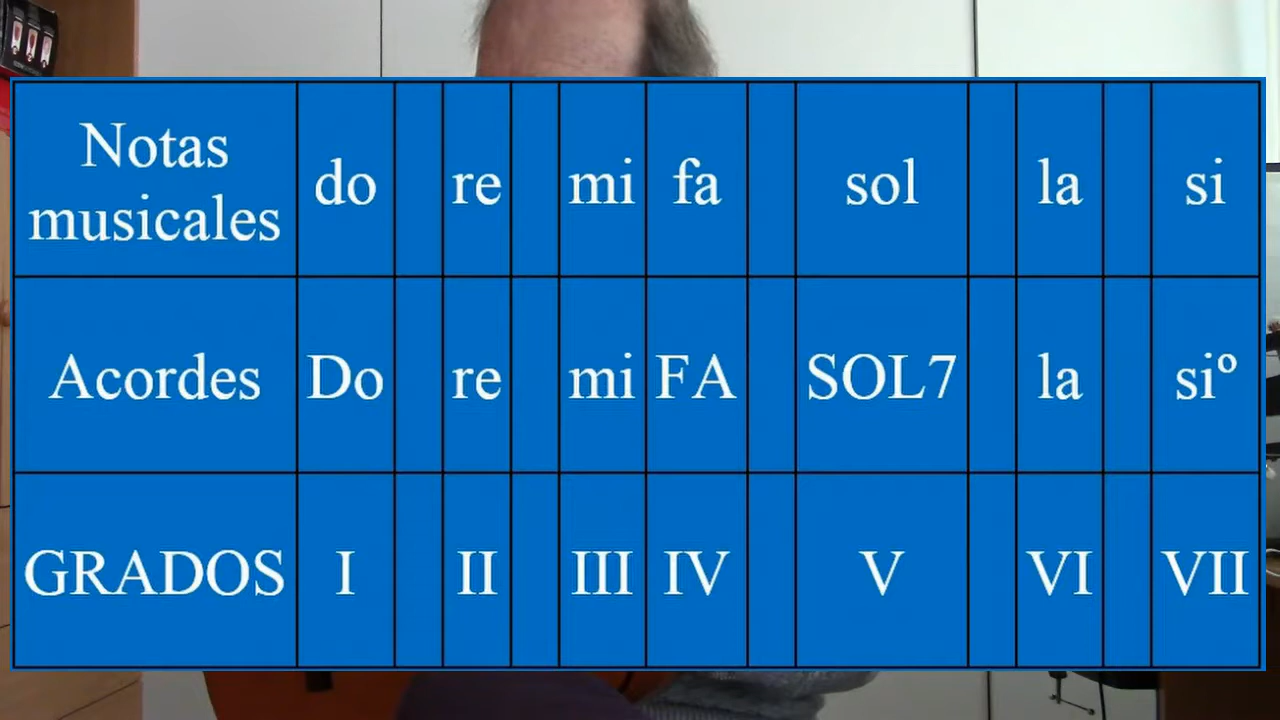 Notas musicales do re mi fa sol la si
Acordes Do re mi FA SOL7 la siº
GRADOS I II III IV V VI VII